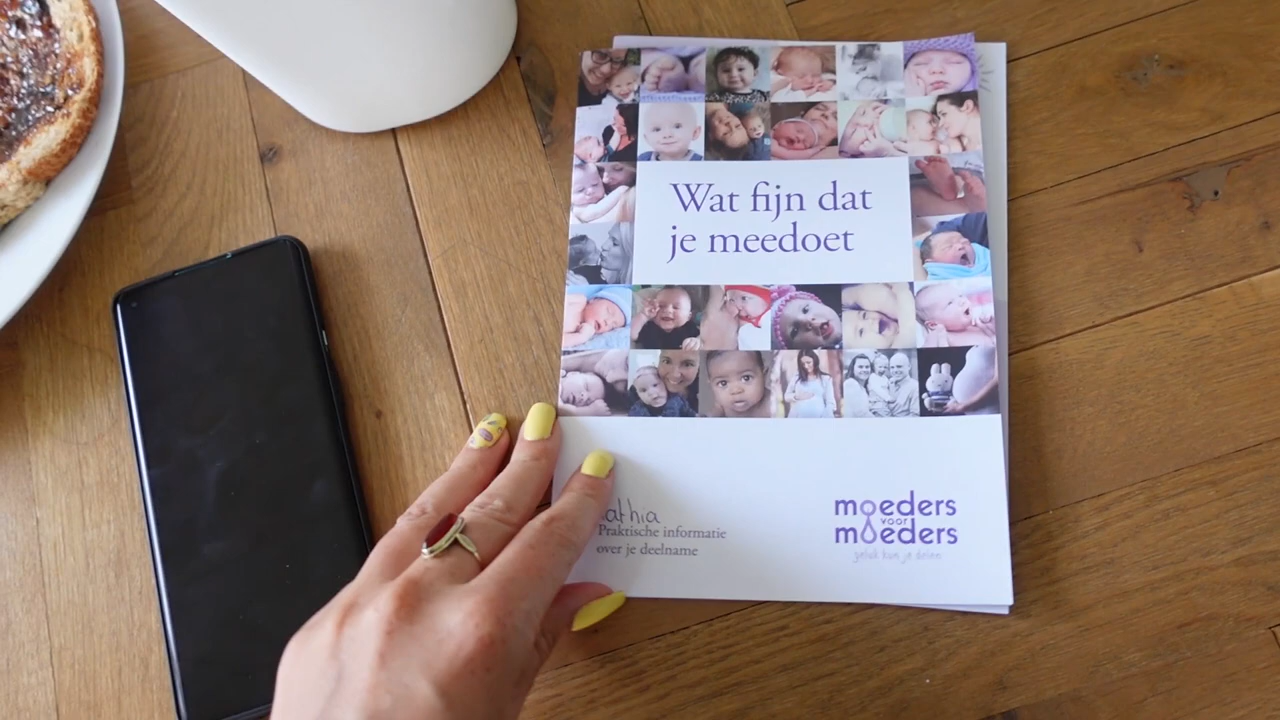 Wat fijn dat
je meedoet
Praktische informatie
over je deelname
moeders
voor
moeders
geluk kun je delen